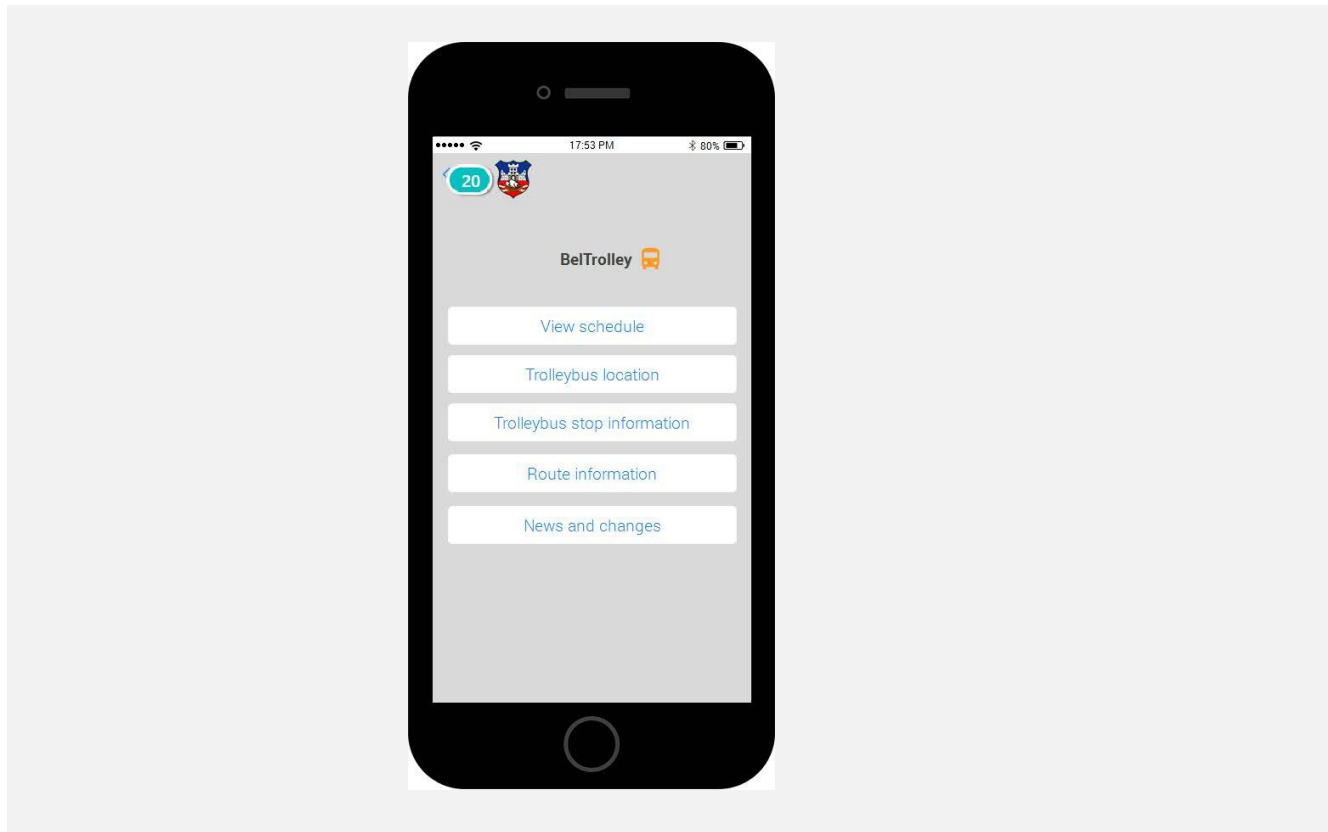 17:53 PM 80%
20
BelTrolley
View schedule
Trolleybus location
Trolleybus stop information
Route information
News and changes